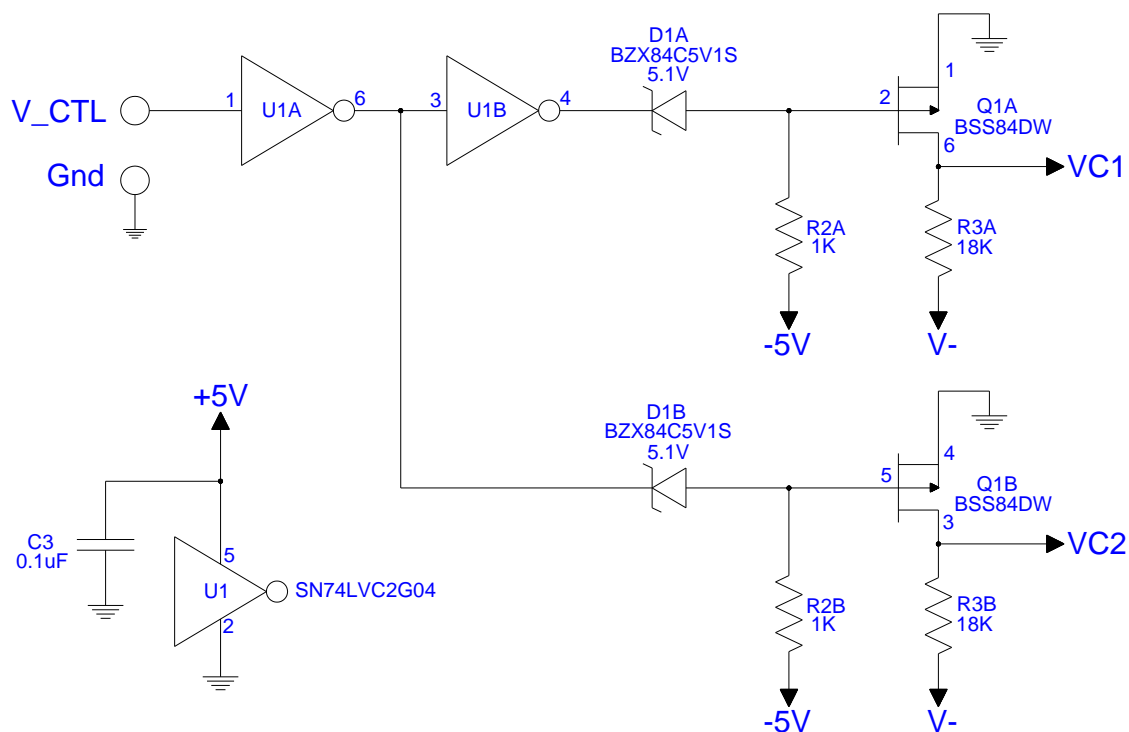 D1A
BZX84C5V1S
5.1V
1
V_CTL
1
U1A
6
3
U1B
4
2
Q1A
BSS84DW
6
VC1
Gnd
R2A
1K
R3A
18K
-5V
V-
+5V
D1B
BZX84C5V1S
5.1V
4
5
Q1B
BSS84DW
3
VC2
C3
0.1uF
5
U1
SN74LVC2G04
2
R2B
1K
R3B
18K
-5V
V-